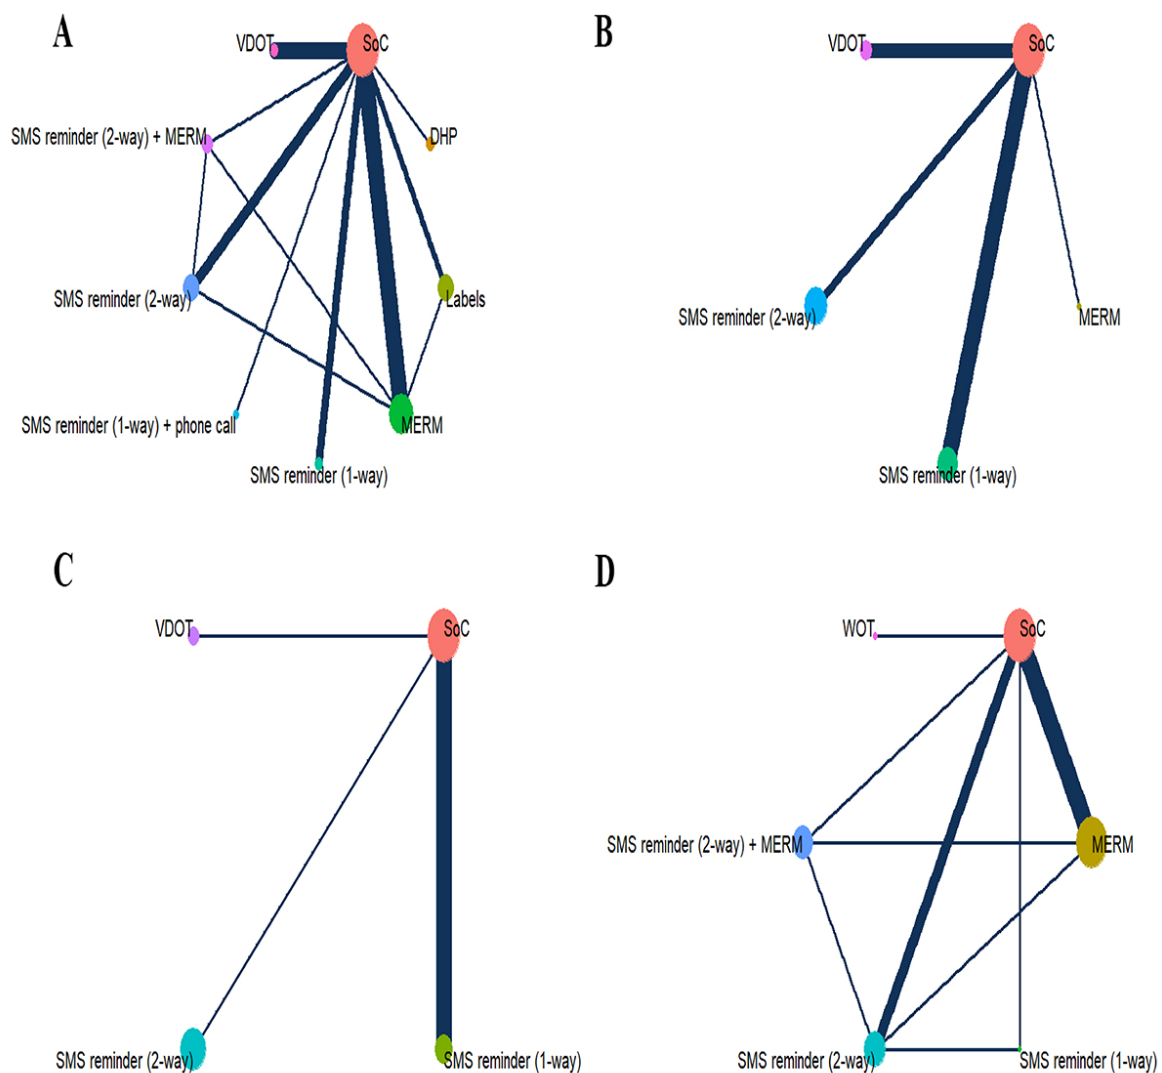 A
VDOT
SoC
SMS reminder (2-way) + MERM
DHP
SMS reminder (2-way)
Labels
SMS reminder (1-way) + phone call
MERM
SMS reminder (1-way)
B
VDOT
SoC
SMS reminder (2-way)
MERM
SMS reminder (1-way)
C
VDOT
SoC
SMS reminder (2-way)
SMS reminder (1-way)
D
WOT
SoC
SMS reminder (2-way) + MERM
MERM
SMS reminder (2-way)
SMS reminder (1-way)